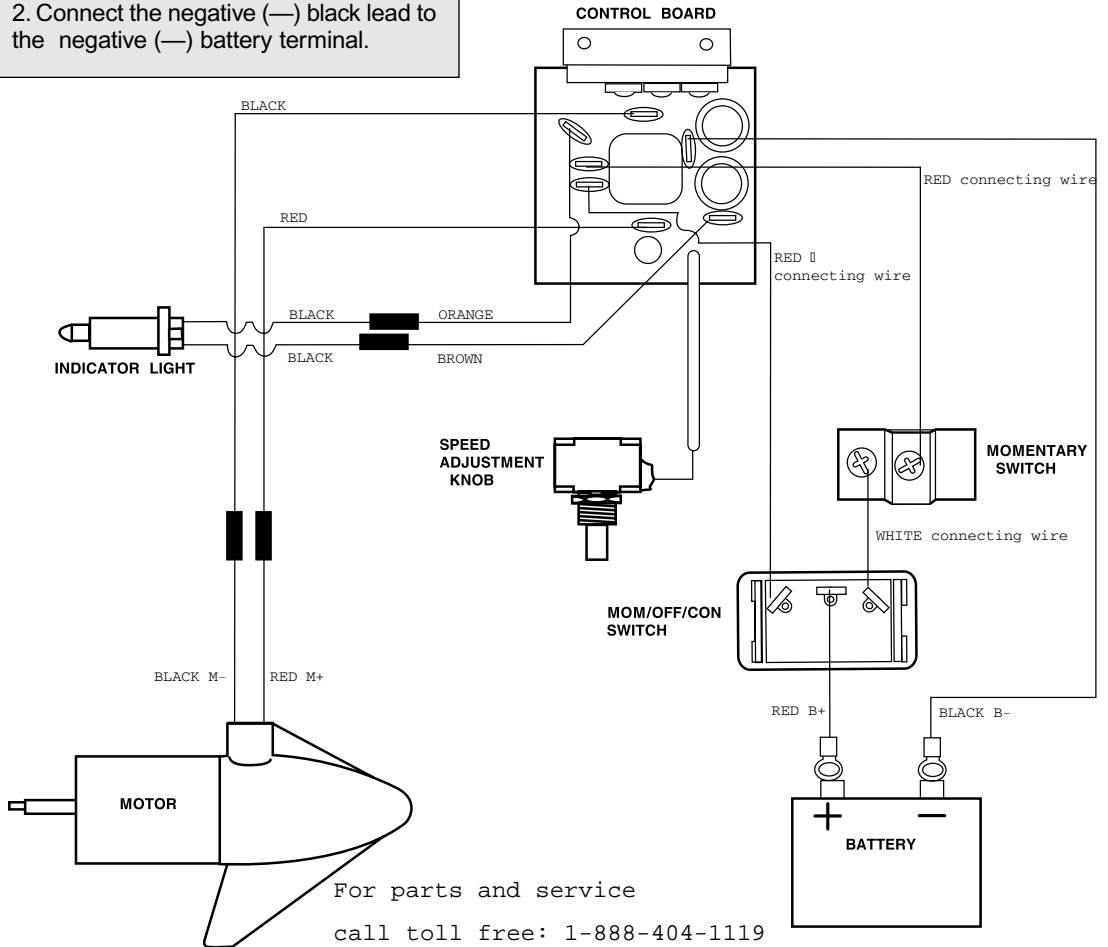 2. Connect the negative (—) black lead to
the negative (—) battery terminal.
CONTROL BOARD
BLACK
RED connecting wire
RED
RED ▯
connecting wire
BLACK
ORANGE
BLACK
BROWN
INDICATOR LIGHT
SPEED
ADJUSTMENT
KNOB
MOMENTARY
SWITCH
WHITE connecting wire
MOM/OFF/CON
SWITCH
BLACK M-
RED M+
RED B+
BLACK B-
MOTOR
+
—
BATTERY
For parts and service
call toll free: 1-888-404-1119